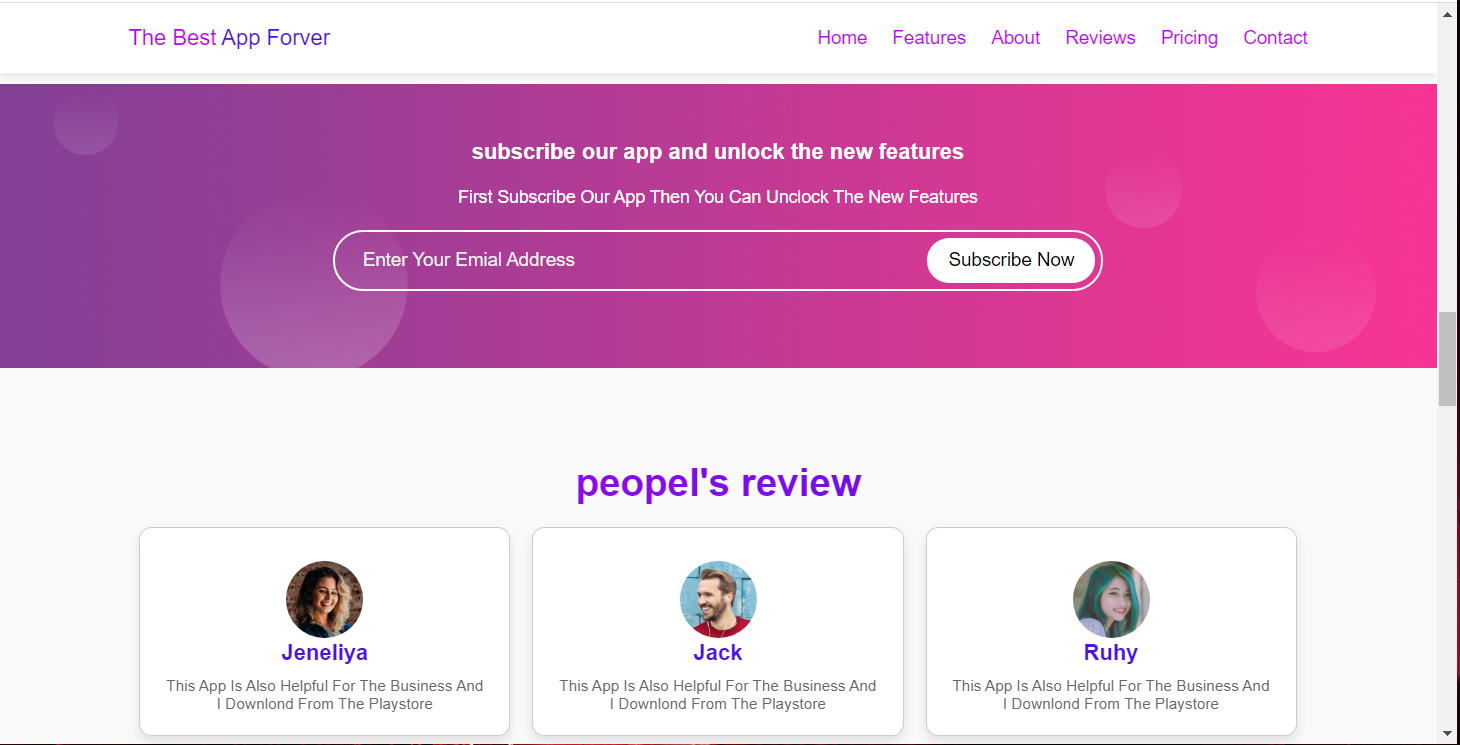 The Best App Forver
Home Features About Reviews Pricing Contact
subscribe our app and unlock the new features
First Subscribe Our App Then You Can Unclock The New Features
Enter Your Emial Address
Subscribe Now
peopel's review
Jeneliya
This App Is Also Helpful For The Business And
I Downlond From The Playstore
Jack
This App Is Also Helpful For The Business And
I Downlond From The Playstore
Ruhy
This App Is Also Helpful For The Business And
I Downlond From The Playstore